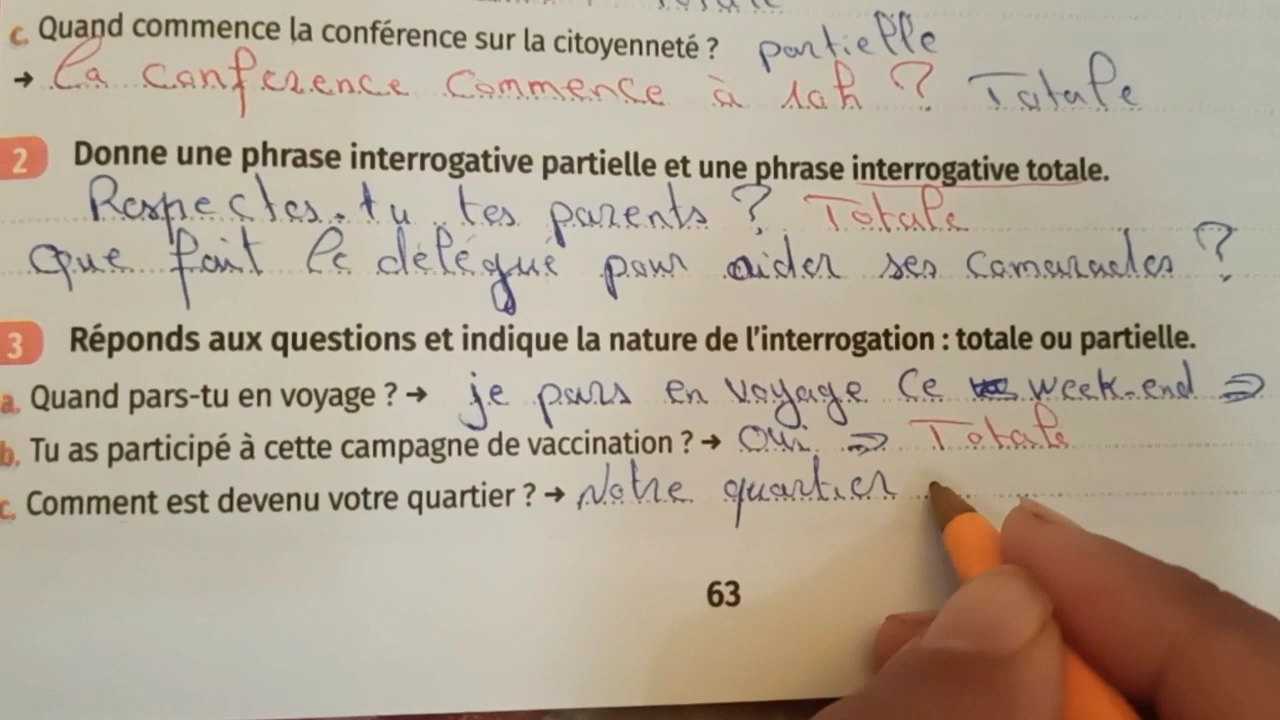 c. Quand commence la conférence sur la citoyenneté ? partielle
→ la conference commence à 10h ? Totale
2 Donne une phrase interrogative partielle et une phrase interrogative totale.
Respectes-tu tes parents ? Totale
que fait le délégué pour aider ses camarades ?
3 Réponds aux questions et indique la nature de l'interrogation : totale ou partielle.
a. Quand pars-tu en voyage ? → je pars en voyage ce week-end ⇒
b. Tu as participé à cette campagne de vaccination ? → Oui ⇒ Totale
c. Comment est devenu votre quartier ? → Notre quartier
63